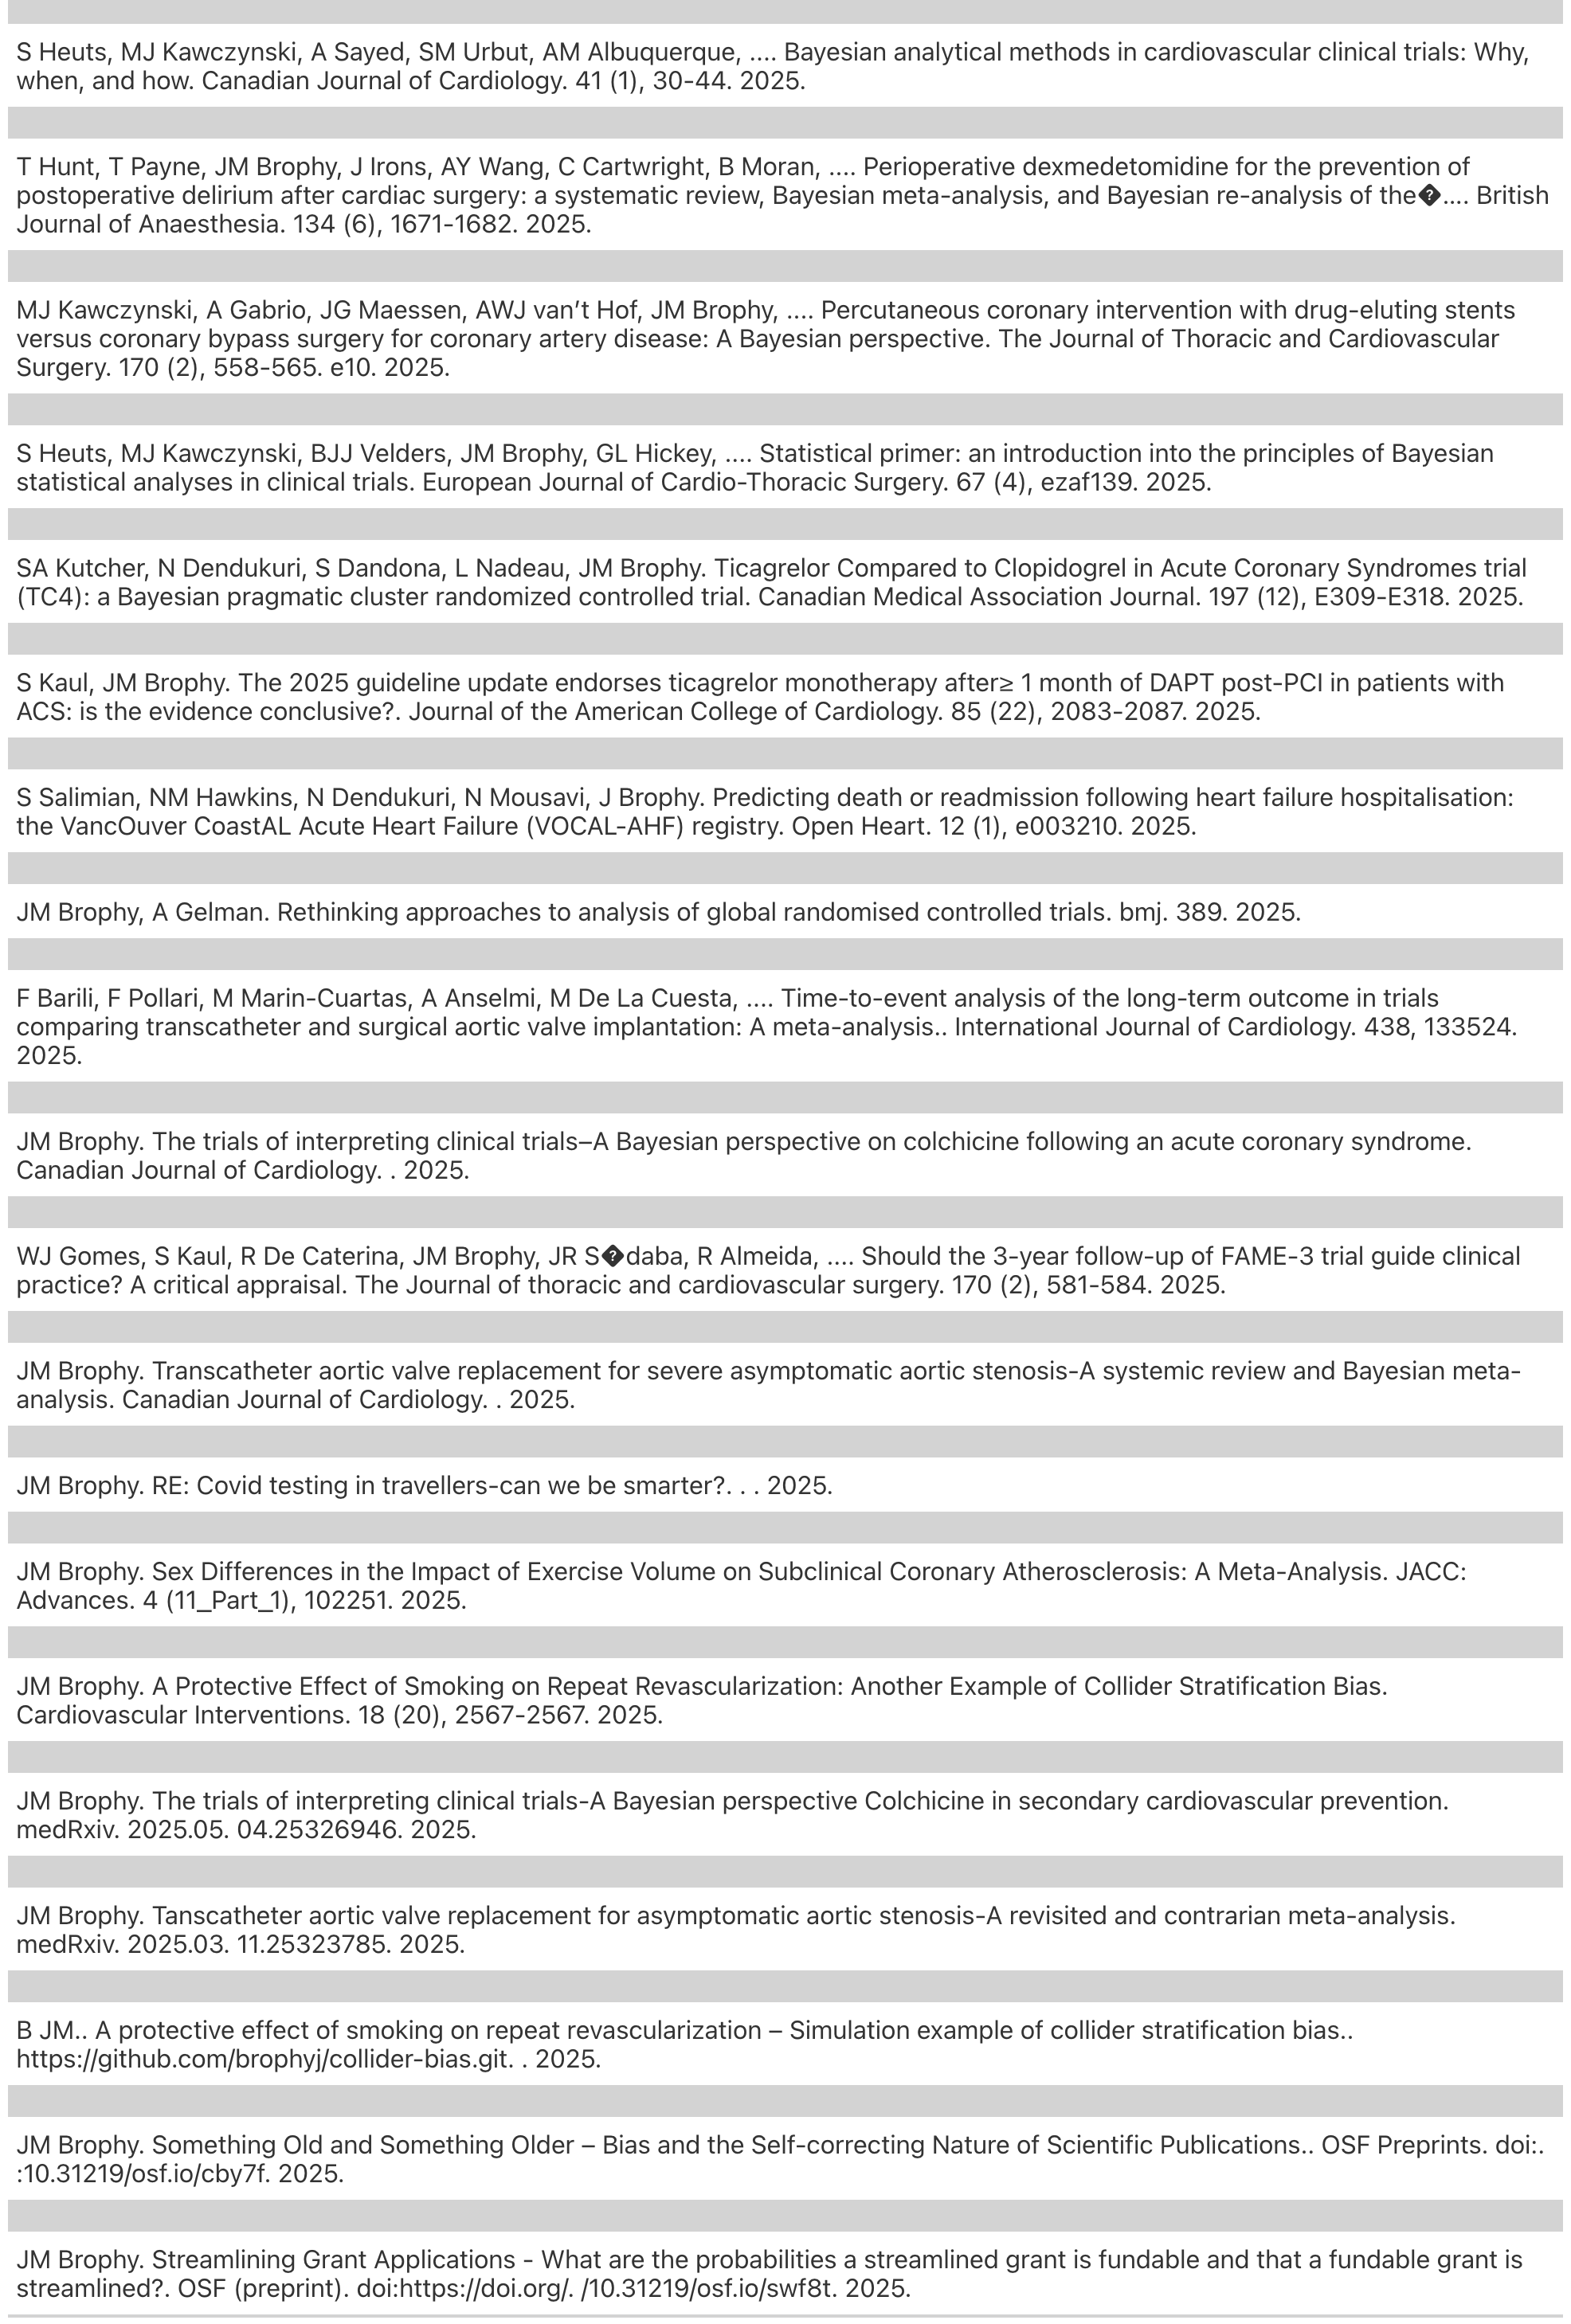 S Heuts, MJ Kawczynski, A Sayed, SM Urbut, AM Albuquerque, .... Bayesian analytical methods in cardiovascular clinical trials: Why,
when, and how. Canadian Journal of Cardiology. 41 (1), 30-44. 2025.
T Hunt, T Payne, JM Brophy, J Irons, AY Wang, C Cartwright, B Moran, .... Perioperative dexmedetomidine for the prevention of
postoperative delirium after cardiac surgery: a systematic review, Bayesian meta-analysis, and Bayesian re-analysis of the�.... British
Journal of Anaesthesia. 134 (6), 1671-1682. 2025.
MJ Kawczynski, A Gabrio, JG Maessen, AWJ van’t Hof, JM Brophy, .... Percutaneous coronary intervention with drug-eluting stents
versus coronary bypass surgery for coronary artery disease: A Bayesian perspective. The Journal of Thoracic and Cardiovascular
Surgery. 170 (2), 558-565. e10. 2025.
S Heuts, MJ Kawczynski, BJJ Velders, JM Brophy, GL Hickey, .... Statistical primer: an introduction into the principles of Bayesian
statistical analyses in clinical trials. European Journal of Cardio-Thoracic Surgery. 67 (4), ezaf139. 2025.
SA Kutcher, N Dendukuri, S Dandona, L Nadeau, JM Brophy. Ticagrelor Compared to Clopidogrel in Acute Coronary Syndromes trial
(TC4): a Bayesian pragmatic cluster randomized controlled trial. Canadian Medical Association Journal. 197 (12), E309-E318. 2025.
S Kaul, JM Brophy. The 2025 guideline update endorses ticagrelor monotherapy after≥ 1 month of DAPT post-PCI in patients with
ACS: is the evidence conclusive?. Journal of the American College of Cardiology. 85 (22), 2083-2087. 2025.
S Salimian, NM Hawkins, N Dendukuri, N Mousavi, J Brophy. Predicting death or readmission following heart failure hospitalisation:
the VancOuver CoastAL Acute Heart Failure (VOCAL-AHF) registry. Open Heart. 12 (1), e003210. 2025.
JM Brophy, A Gelman. Rethinking approaches to analysis of global randomised controlled trials. bmj. 389. 2025.
F Barili, F Pollari, M Marin-Cuartas, A Anselmi, M De La Cuesta, .... Time-to-event analysis of the long-term outcome in trials
comparing transcatheter and surgical aortic valve implantation: A meta-analysis.. International Journal of Cardiology. 438, 133524.
2025.
JM Brophy. The trials of interpreting clinical trials–A Bayesian perspective on colchicine following an acute coronary syndrome.
Canadian Journal of Cardiology. . 2025.
WJ Gomes, S Kaul, R De Caterina, JM Brophy, JR S�daba, R Almeida, .... Should the 3-year follow-up of FAME-3 trial guide clinical
practice? A critical appraisal. The Journal of thoracic and cardiovascular surgery. 170 (2), 581-584. 2025.
JM Brophy. Transcatheter aortic valve replacement for severe asymptomatic aortic stenosis-A systemic review and Bayesian meta-
analysis. Canadian Journal of Cardiology. . 2025.
JM Brophy. RE: Covid testing in travellers-can we be smarter?. . . 2025.
JM Brophy. Sex Differences in the Impact of Exercise Volume on Subclinical Coronary Atherosclerosis: A Meta-Analysis. JACC:
Advances. 4 (11_Part_1), 102251. 2025.
JM Brophy. A Protective Effect of Smoking on Repeat Revascularization: Another Example of Collider Stratification Bias.
Cardiovascular Interventions. 18 (20), 2567-2567. 2025.
JM Brophy. The trials of interpreting clinical trials-A Bayesian perspective Colchicine in secondary cardiovascular prevention.
medRxiv. 2025.05. 04.25326946. 2025.
JM Brophy. Tanscatheter aortic valve replacement for asymptomatic aortic stenosis-A revisited and contrarian meta-analysis.
medRxiv. 2025.03. 11.25323785. 2025.
B JM.. A protective effect of smoking on repeat revascularization – Simulation example of collider stratification bias..
https://github.com/brophyj/collider-bias.git. . 2025.
JM Brophy. Something Old and Something Older – Bias and the Self-correcting Nature of Scientific Publications.. OSF Preprints. doi:.
:10.31219/osf.io/cby7f. 2025.
JM Brophy. Streamlining Grant Applications - What are the probabilities a streamlined grant is fundable and that a fundable grant is
streamlined?. OSF (preprint). doi:https://doi.org/. /10.31219/osf.io/swf8t. 2025.